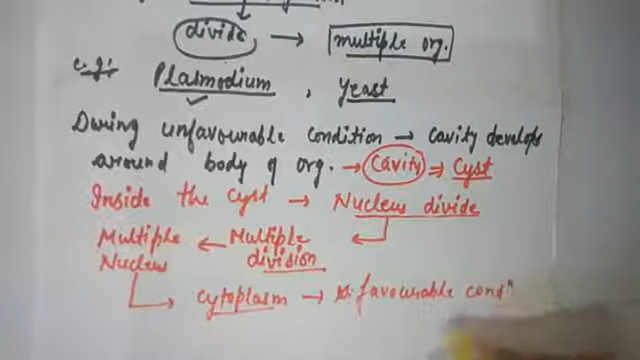 divide → multiple org.
e.g: Plasmodium , Yeast
During unfavourable condition → cavity develops
around body of org. → Cavity ⇒ Cyst
Inside the cyst → Nucleus divide
Multiple Nucleus ← Multiple division
cytoplasm → favourable condⁿ